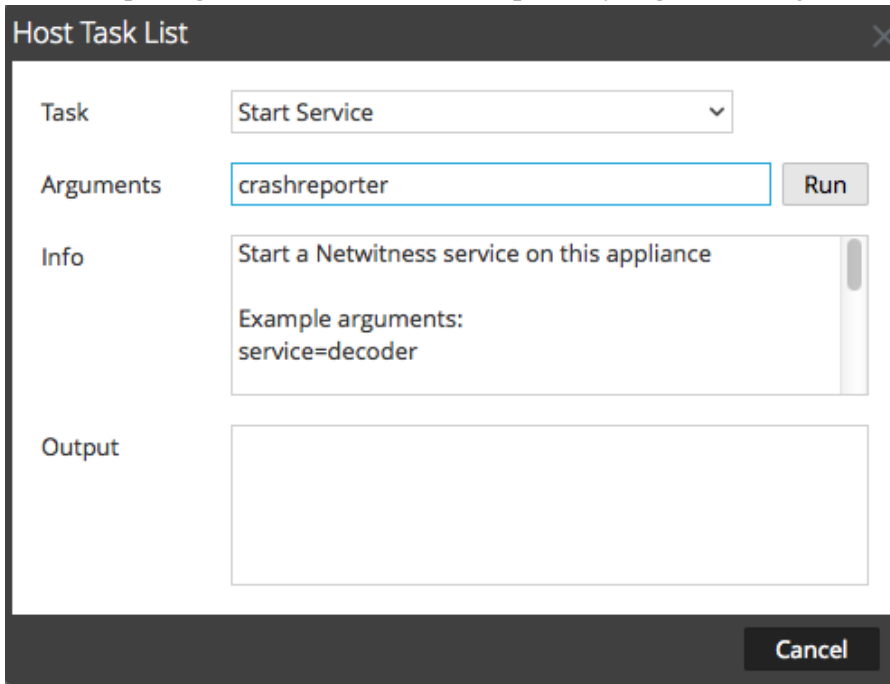 Host Task List
Task
Start Service
Arguments
crashreporter
Run
Info
Start a Netwitness service on this appliance
Example arguments:
service=decoder
Output
Cancel